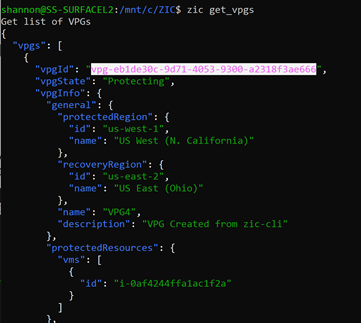 shannon@SS-SURFACEL2:/mnt/c/ZIC$ zic get_vpgs
Get list of VPGs
{
  "vpgs": [
    {
      "vpgId": "vpg-eb1de30c-9d71-4053-9300-a2318f3ae666",
      "vpgState": "Protecting",
      "vpgInfo": {
        "general": {
          "protectedRegion": {
            "id": "us-west-1",
            "name": "US West (N. California)"
          },
          "recoveryRegion": {
            "id": "us-east-2",
            "name": "US East (Ohio)"
          },
          "name": "VPG4",
          "description": "VPG Created from zic-cli"
        },
        "protectedResources": {
          "vms": [
            {
              "id": "i-0af4244ffa1ac1f2a"
            }
          ]
        },